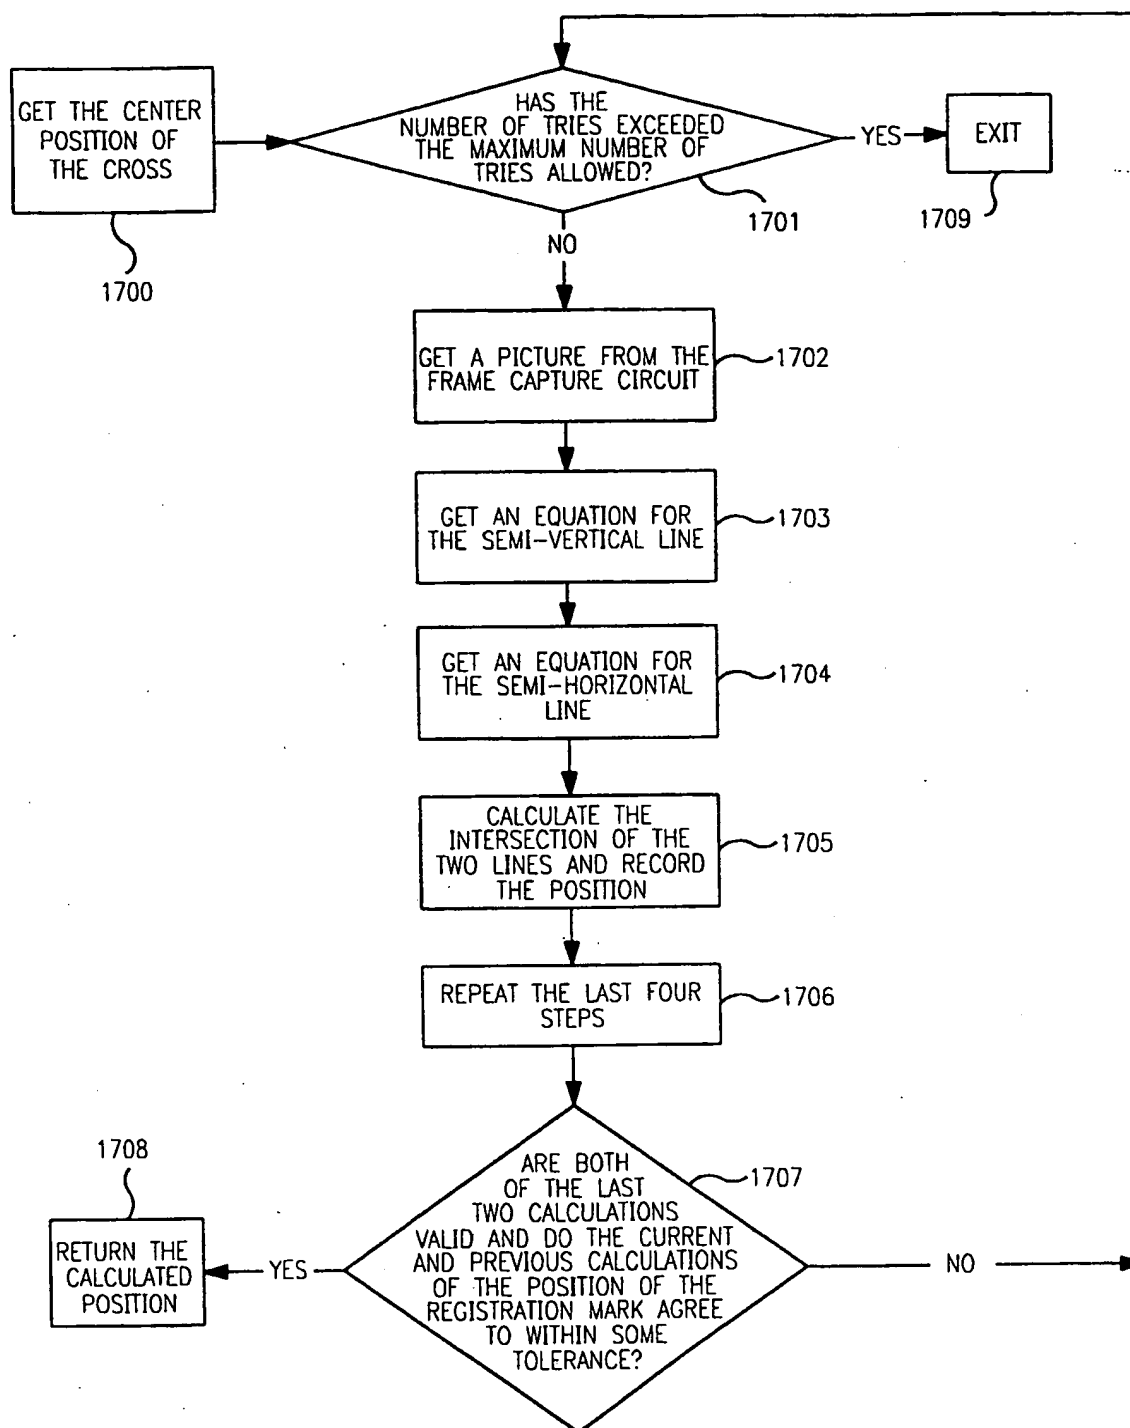 GET THE CENTER
POSITION OF
THE CROSS
1700
HAS THE
NUMBER OF TRIES EXCEEDED
THE MAXIMUM NUMBER OF
TRIES ALLOWED?
1701
YES
EXIT
1709
NO
GET A PICTURE FROM THE
FRAME CAPTURE CIRCUIT
1702
GET AN EQUATION FOR
THE SEMI-VERTICAL LINE
1703
GET AN EQUATION FOR
THE SEMI-HORIZONTAL
LINE
1704
CALCULATE THE
INTERSECTION OF THE
TWO LINES AND RECORD
THE POSITION
1705
REPEAT THE LAST FOUR
STEPS
1706
ARE BOTH
OF THE LAST
TWO CALCULATIONS
VALID AND DO THE CURRENT
AND PREVIOUS CALCULATIONS
OF THE POSITION OF THE
REGISTRATION MARK AGREE
TO WITHIN SOME
TOLERANCE?
1707
YES
1708
RETURN THE
CALCULATED
POSITION
NO